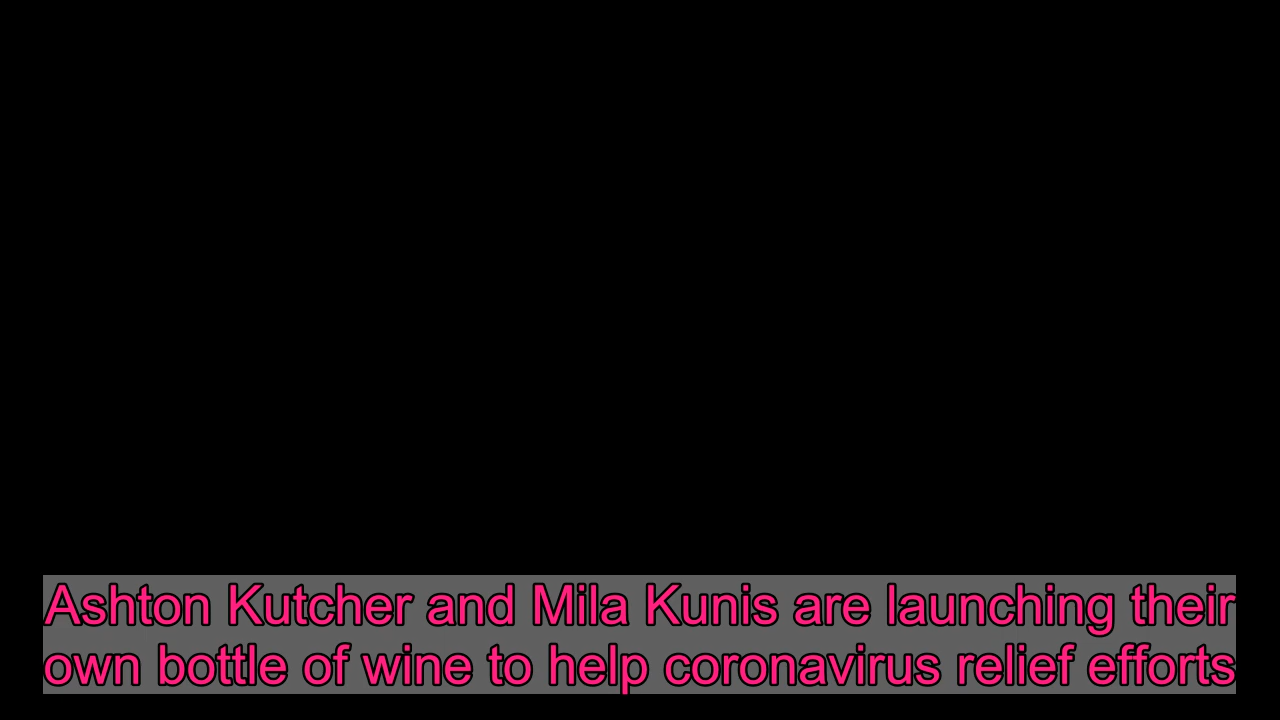 Ashton Kutcher and Mila Kunis are launching their
own bottle of wine to help coronavirus relief efforts